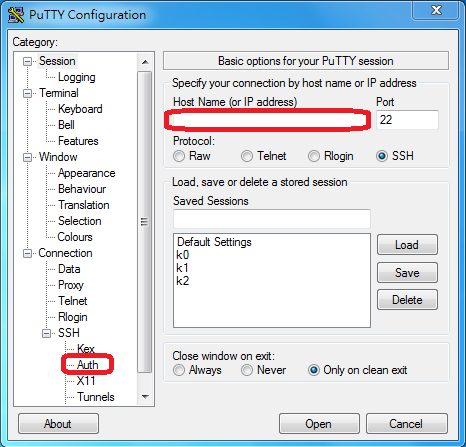 PuTTY Configuration
Category:
Session
Logging
Terminal
Keyboard
Bell
Features
Window
Appearance
Behaviour
Translation
Selection
Colours
Connection
Data
Proxy
Telnet
Rlogin
SSH
Kex
Auth
X11
Tunnels
Basic options for your PuTTY session
Specify your connection by host name or IP address
Host Name (or IP address) Port
22
Protocol:
Raw Telnet Rlogin SSH
Load, save or delete a stored session
Saved Sessions
Default Settings
k0
k1
k2
Load
Save
Delete
Close window on exit:
Always Never Only on clean exit
About Open Cancel